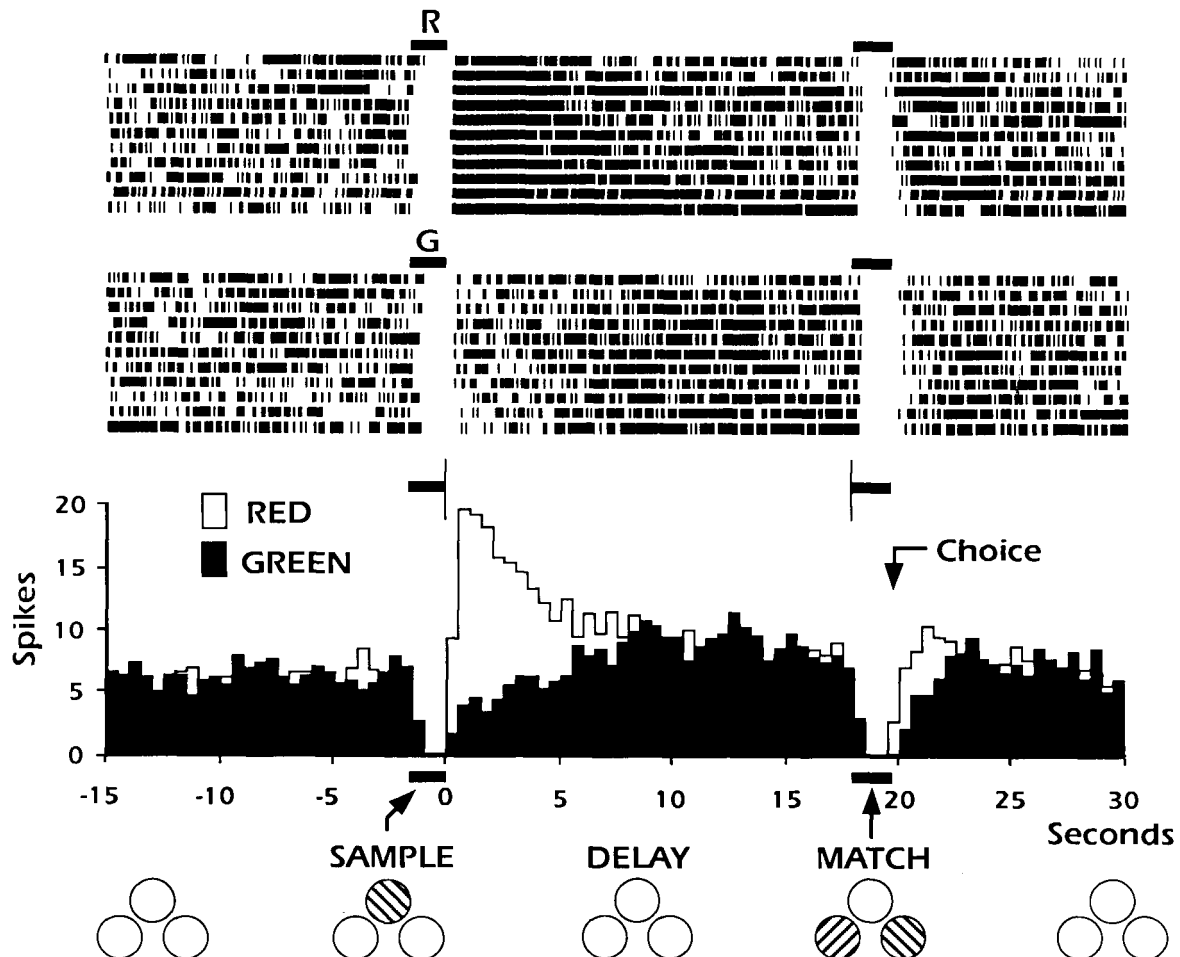 R
G
20
15
10
5
0
Spikes
RED
GREEN
Choice
-15 -10 -5 0 5 10 15 20 25 30
Seconds
SAMPLE DELAY MATCH